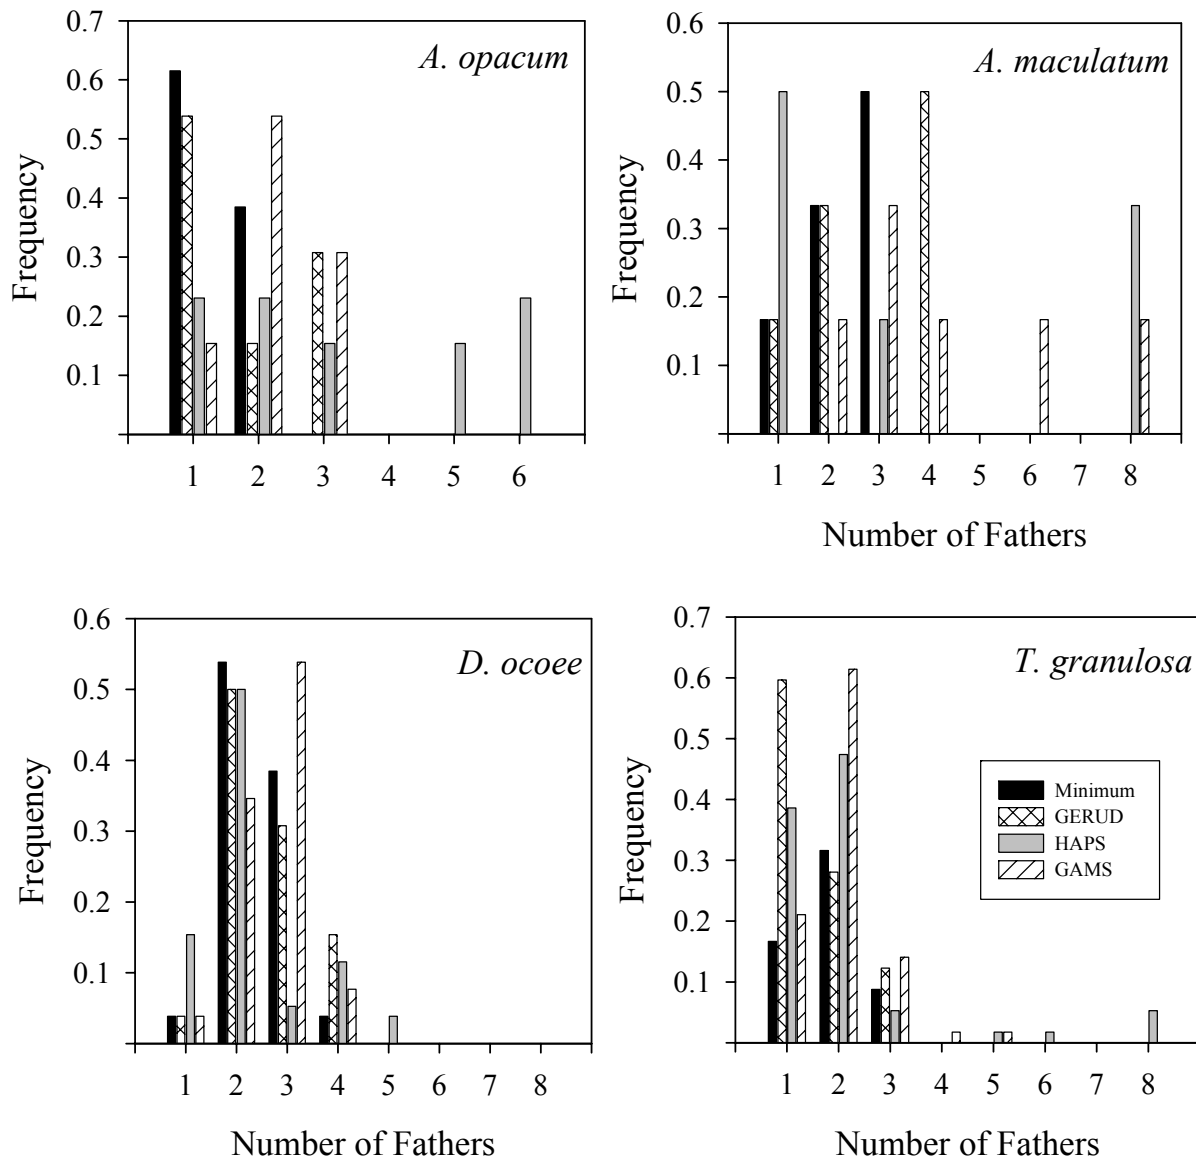 A. opacum
0.7
0.6
0.5
0.4
0.3
0.2
0.1
Frequency
1 2 3 4 5 6
A. maculatum
0.6
0.5
0.4
0.3
0.2
0.1
Frequency
1 2 3 4 5 6 7 8
Number of Fathers
D. ocoee
0.6
0.5
0.4
0.3
0.2
0.1
Frequency
1 2 3 4 5 6 7 8
Number of Fathers
T. granulosa
0.7
0.6
0.5
0.4
0.3
0.2
0.1
Frequency
Minimum
GERUD
HAPS
GAMS
1 2 3 4 5 6 7 8
Number of Fathers